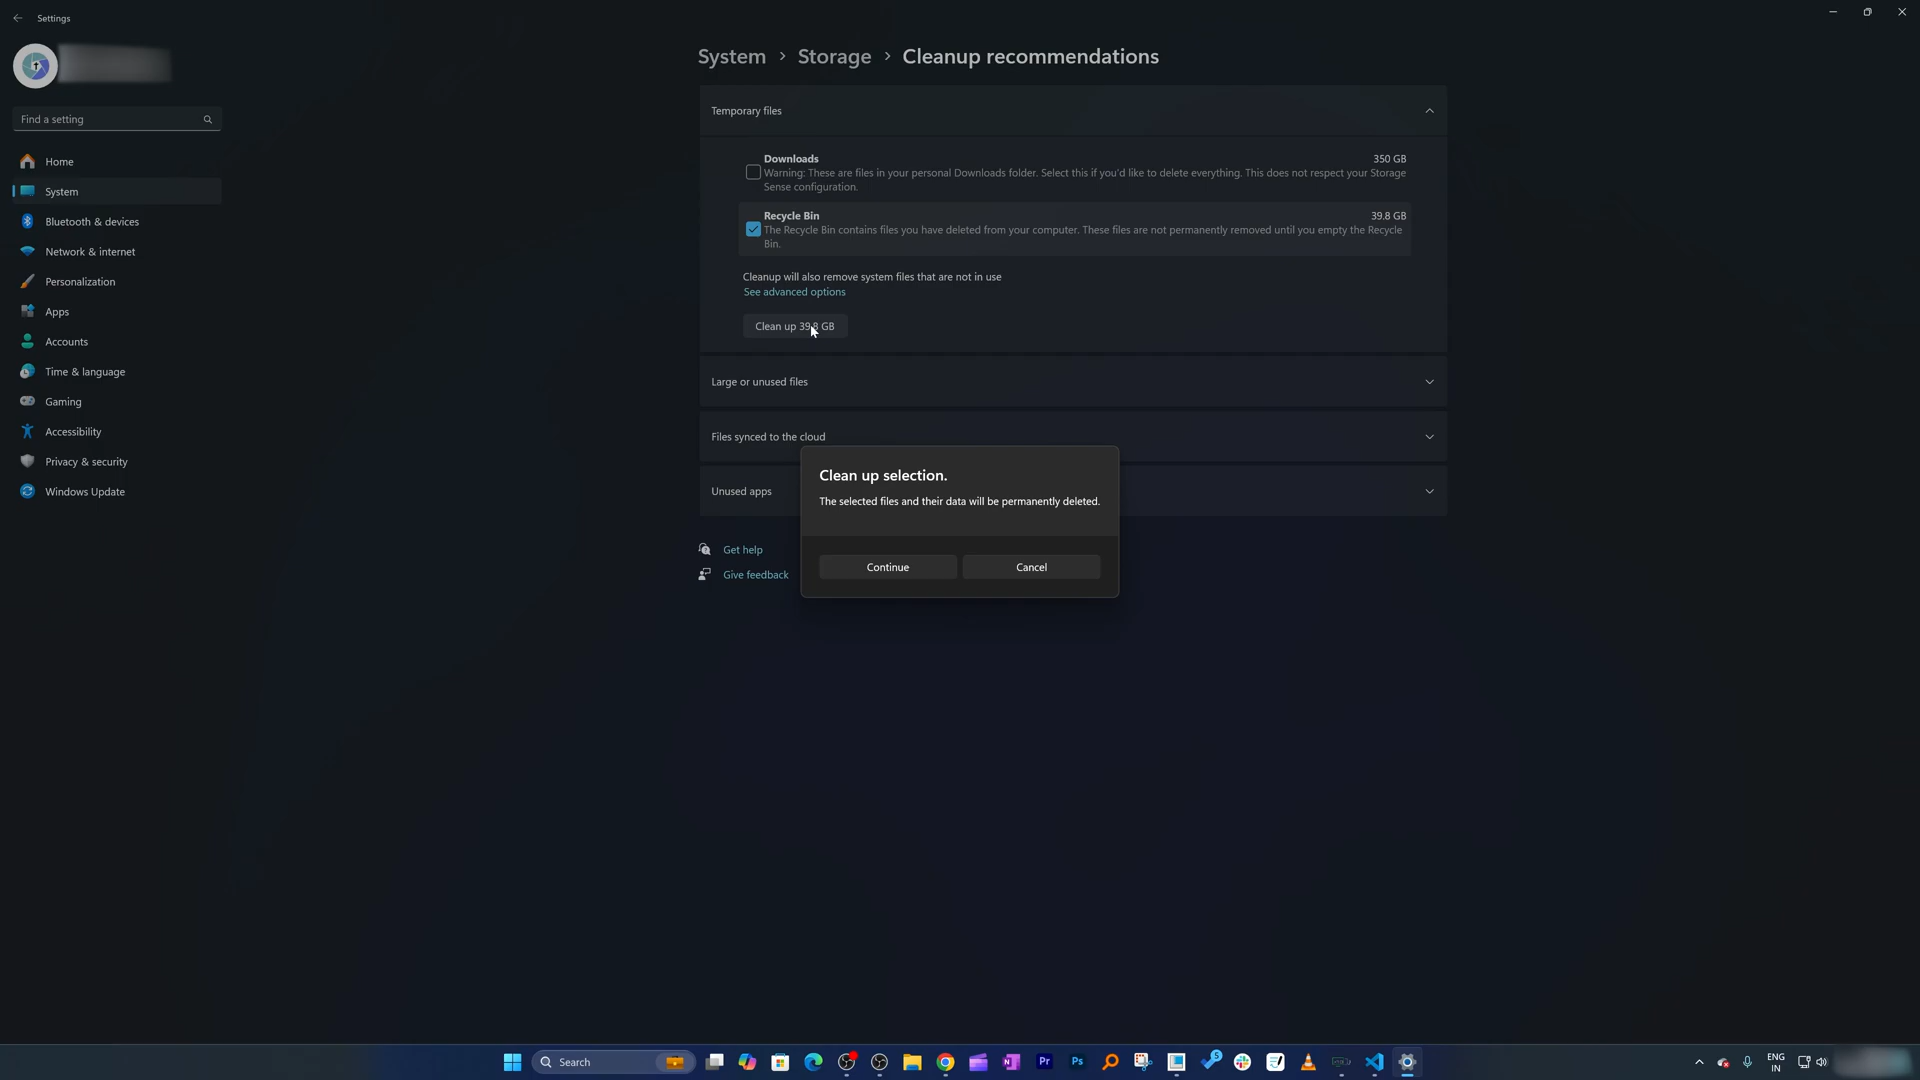 Settings
System > Storage > Cleanup recommendations
Find a setting
Home
System
Bluetooth & devices
Network & internet
Personalization
Apps
Accounts
Time & language
Gaming
Accessibility
Privacy & security
Windows Update
Temporary files
Downloads 350 GB
Warning: These are files in your personal Downloads folder. Select this if you'd like to delete everything. This does not respect your Storage
Sense configuration.
Recycle Bin 39.8 GB
The Recycle Bin contains files you have deleted from your computer. These files are not permanently removed until you empty the Recycle
Bin.
Cleanup will also remove system files that are not in use
See advanced options
Clean up 39.8 GB
Large or unused files
Files synced to the cloud
Unused apps
Clean up selection.
The selected files and their data will be permanently deleted.
Continue Cancel
Get help
Give feedback
Search
Pr
Ps
5
ENG
IN